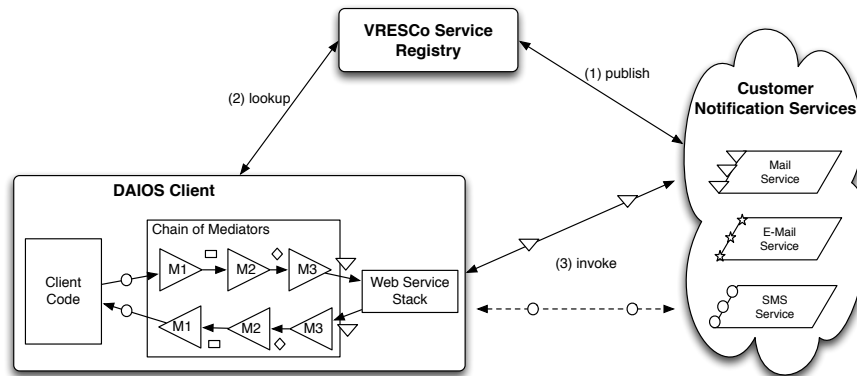 VRESCo Service
Registry
(1) publish
(2) lookup
Customer
Notification Services
Mail
Service
E-Mail
Service
SMS
Service
(3) invoke
DAIOS Client
Chain of Mediators
Client
Code
M1
M2
M3
M1
M2
M3
Web Service
Stack